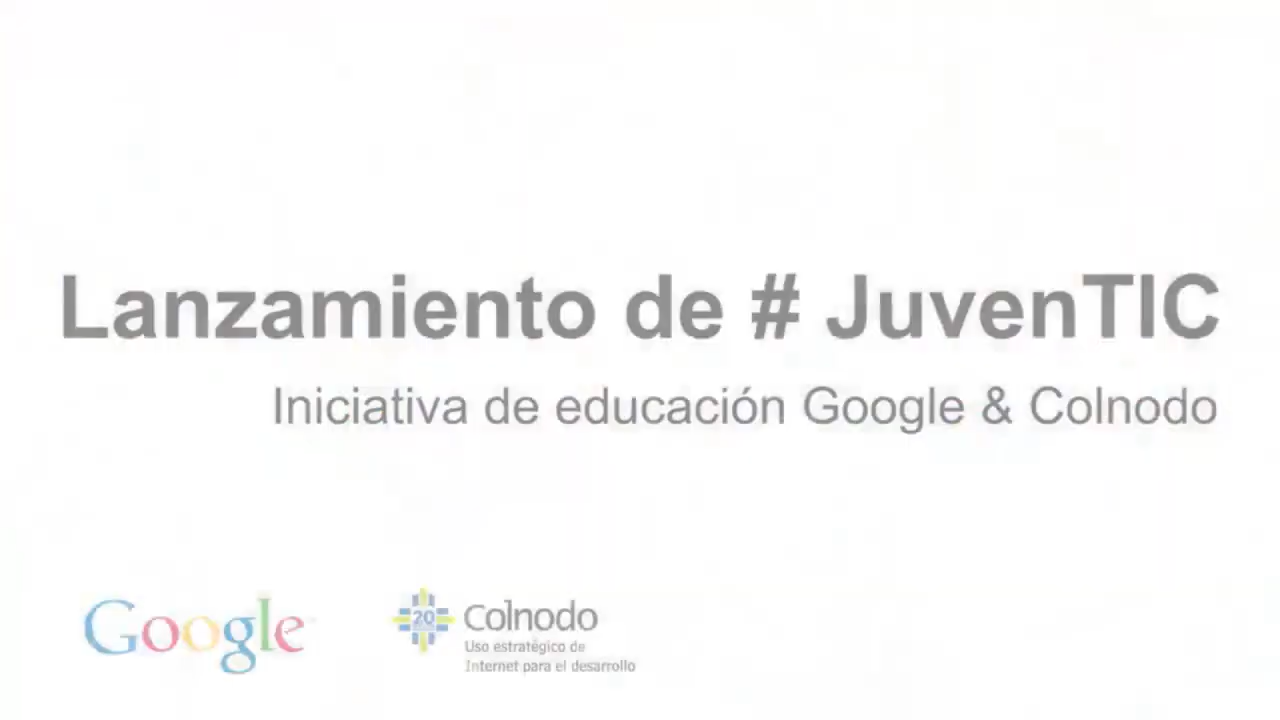 Lanzamiento de # JuvenTIC
Iniciativa de educación Google & Colnodo
Google
20
Colnodo
Uso estratégico de
Internet para el desarrollo